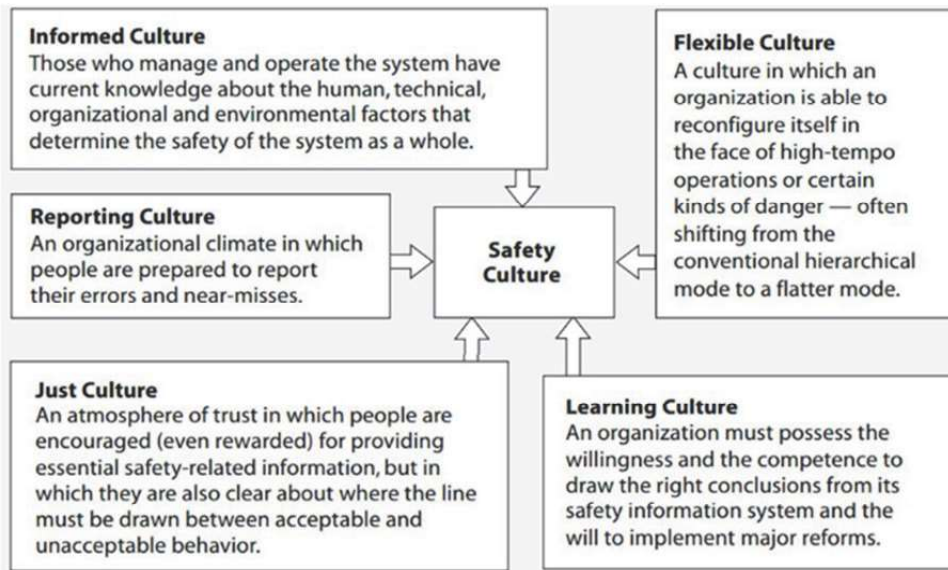 Informed Culture
Those who manage and operate the system have
current knowledge about the human, technical,
organizational and environmental factors that
determine the safety of the system as a whole.
Flexible Culture
A culture in which an
organization is able to
reconfigure itself in
the face of high-tempo
operations or certain
kinds of danger — often
shifting from the
conventional hierarchical
mode to a flatter mode.
Reporting Culture
An organizational climate in which
people are prepared to report
their errors and near-misses.
Safety
Culture
Just Culture
An atmosphere of trust in which people are
encouraged (even rewarded) for providing
essential safety-related information, but in
which they are also clear about where the line
must be drawn between acceptable and
unacceptable behavior.
Learning Culture
An organization must possess the
willingness and the competence to
draw the right conclusions from its
safety information system and the
will to implement major reforms.